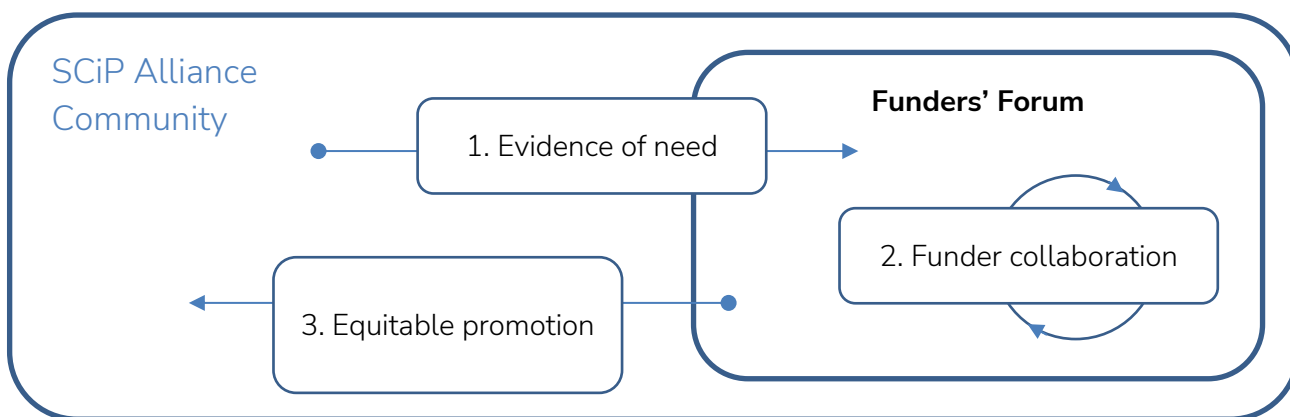 SCiP Alliance
Community
Funders’ Forum
1. Evidence of need
2. Funder collaboration
3. Equitable promotion